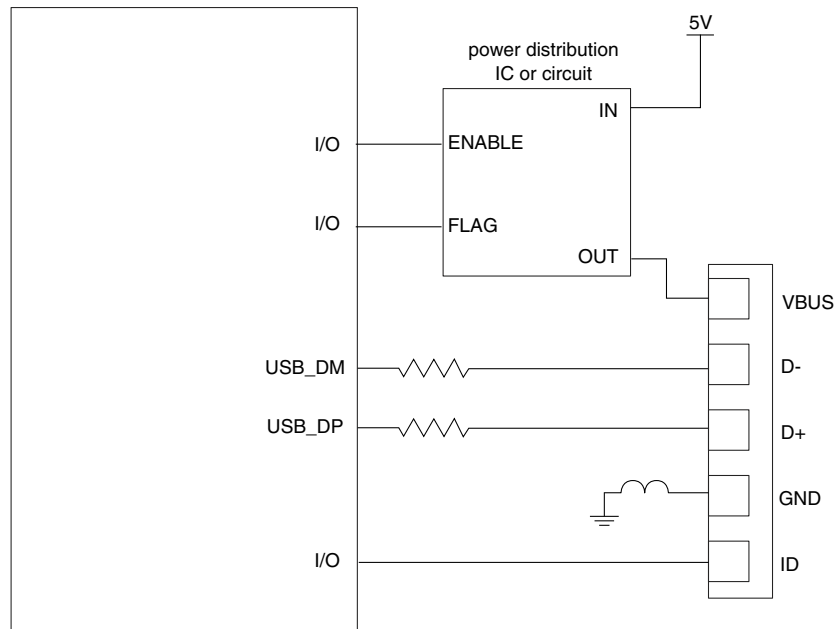 5V
power distribution
IC or circuit
IN
I/O
ENABLE
I/O
FLAG
OUT
VBUS
USB_DM
D-
USB_DP
D+
GND
I/O
ID